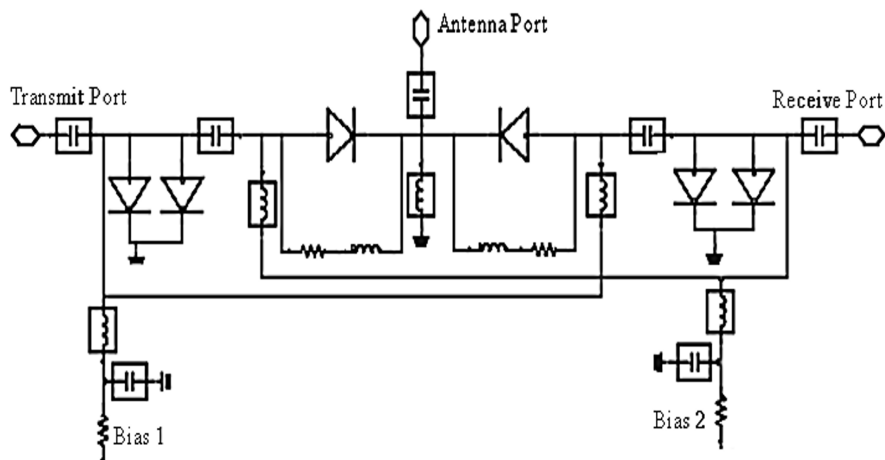 Antenna Port
Transmit Port
Receive Port
Bias 1
Bias 2